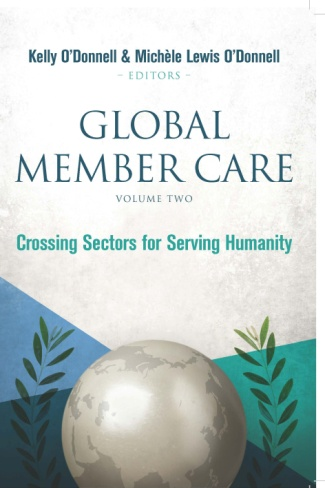 Kelly O'Donnell & Michèle Lewis O'Donnell
– EDITORS –
GLOBAL
MEMBER CARE
VOLUME TWO
Crossing Sectors for Serving Humanity